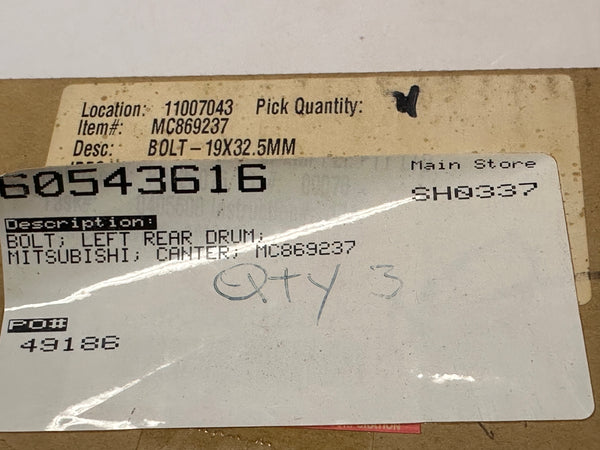 Location: 11007043 Pick Quantity:
Item#: MC869237
Desc: BOLT-19X32.5MM
60543616
Main Store
SH0337
Description:
BOLT; LEFT REAR DRUM;
MITSUBISHI; CANTER; MC869237
Qty 3
PO#
49186